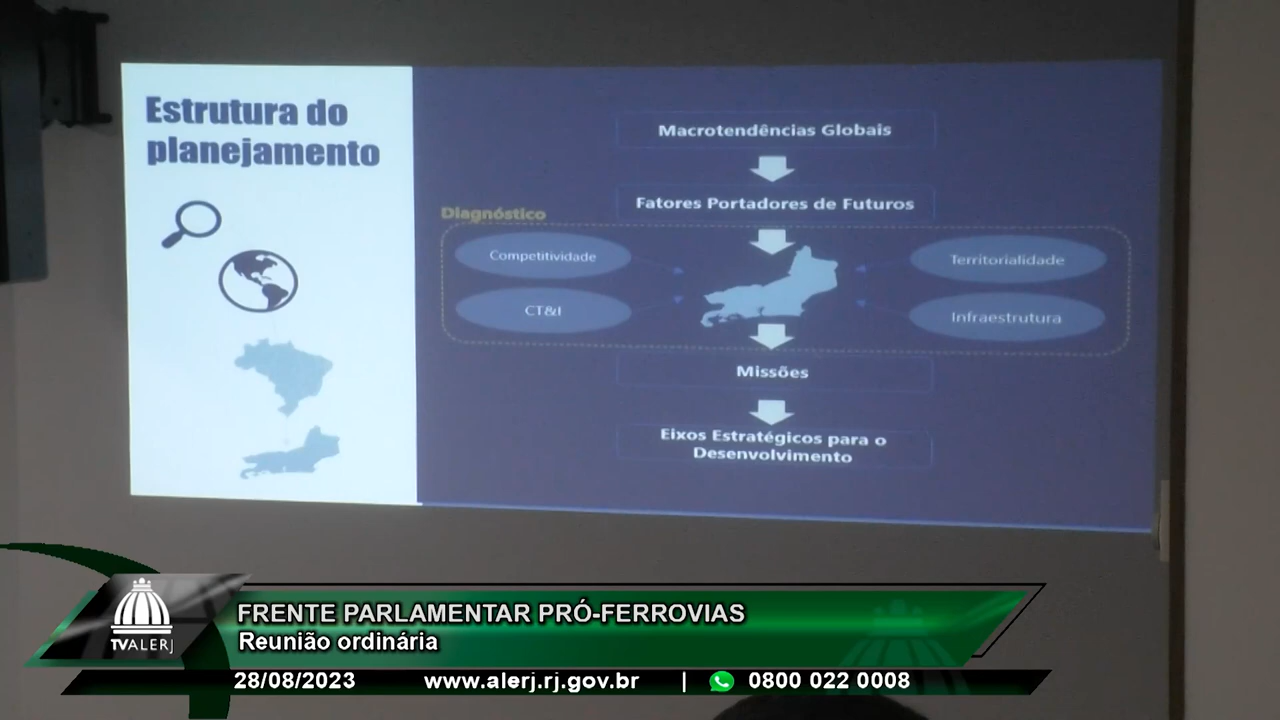 Estrutura do
planejamento
Macrotendências Globais
Fatores Portadores de Futuros
Diagnóstico
Competitividade
CT&I
Territorialidade
Infraestrutura
Missões
Eixos Estratégicos para o
Desenvolvimento
TVALERJ
FRENTE PARLAMENTAR PRÓ-FERROVIAS
Reunião ordinária
28/08/2023 www.alerj.rj.gov.br | 0800 022 0008